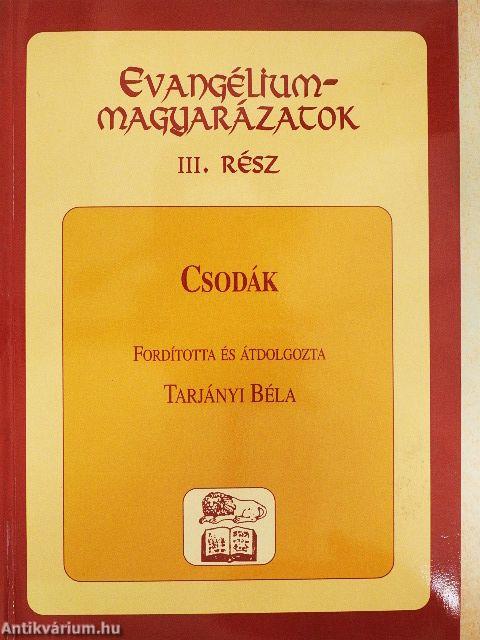 Evangélium-
magyarázatok
III. rész
Csodák
Fordította és átdolgozta
Tarjányi Béla
Antikvárium.hu